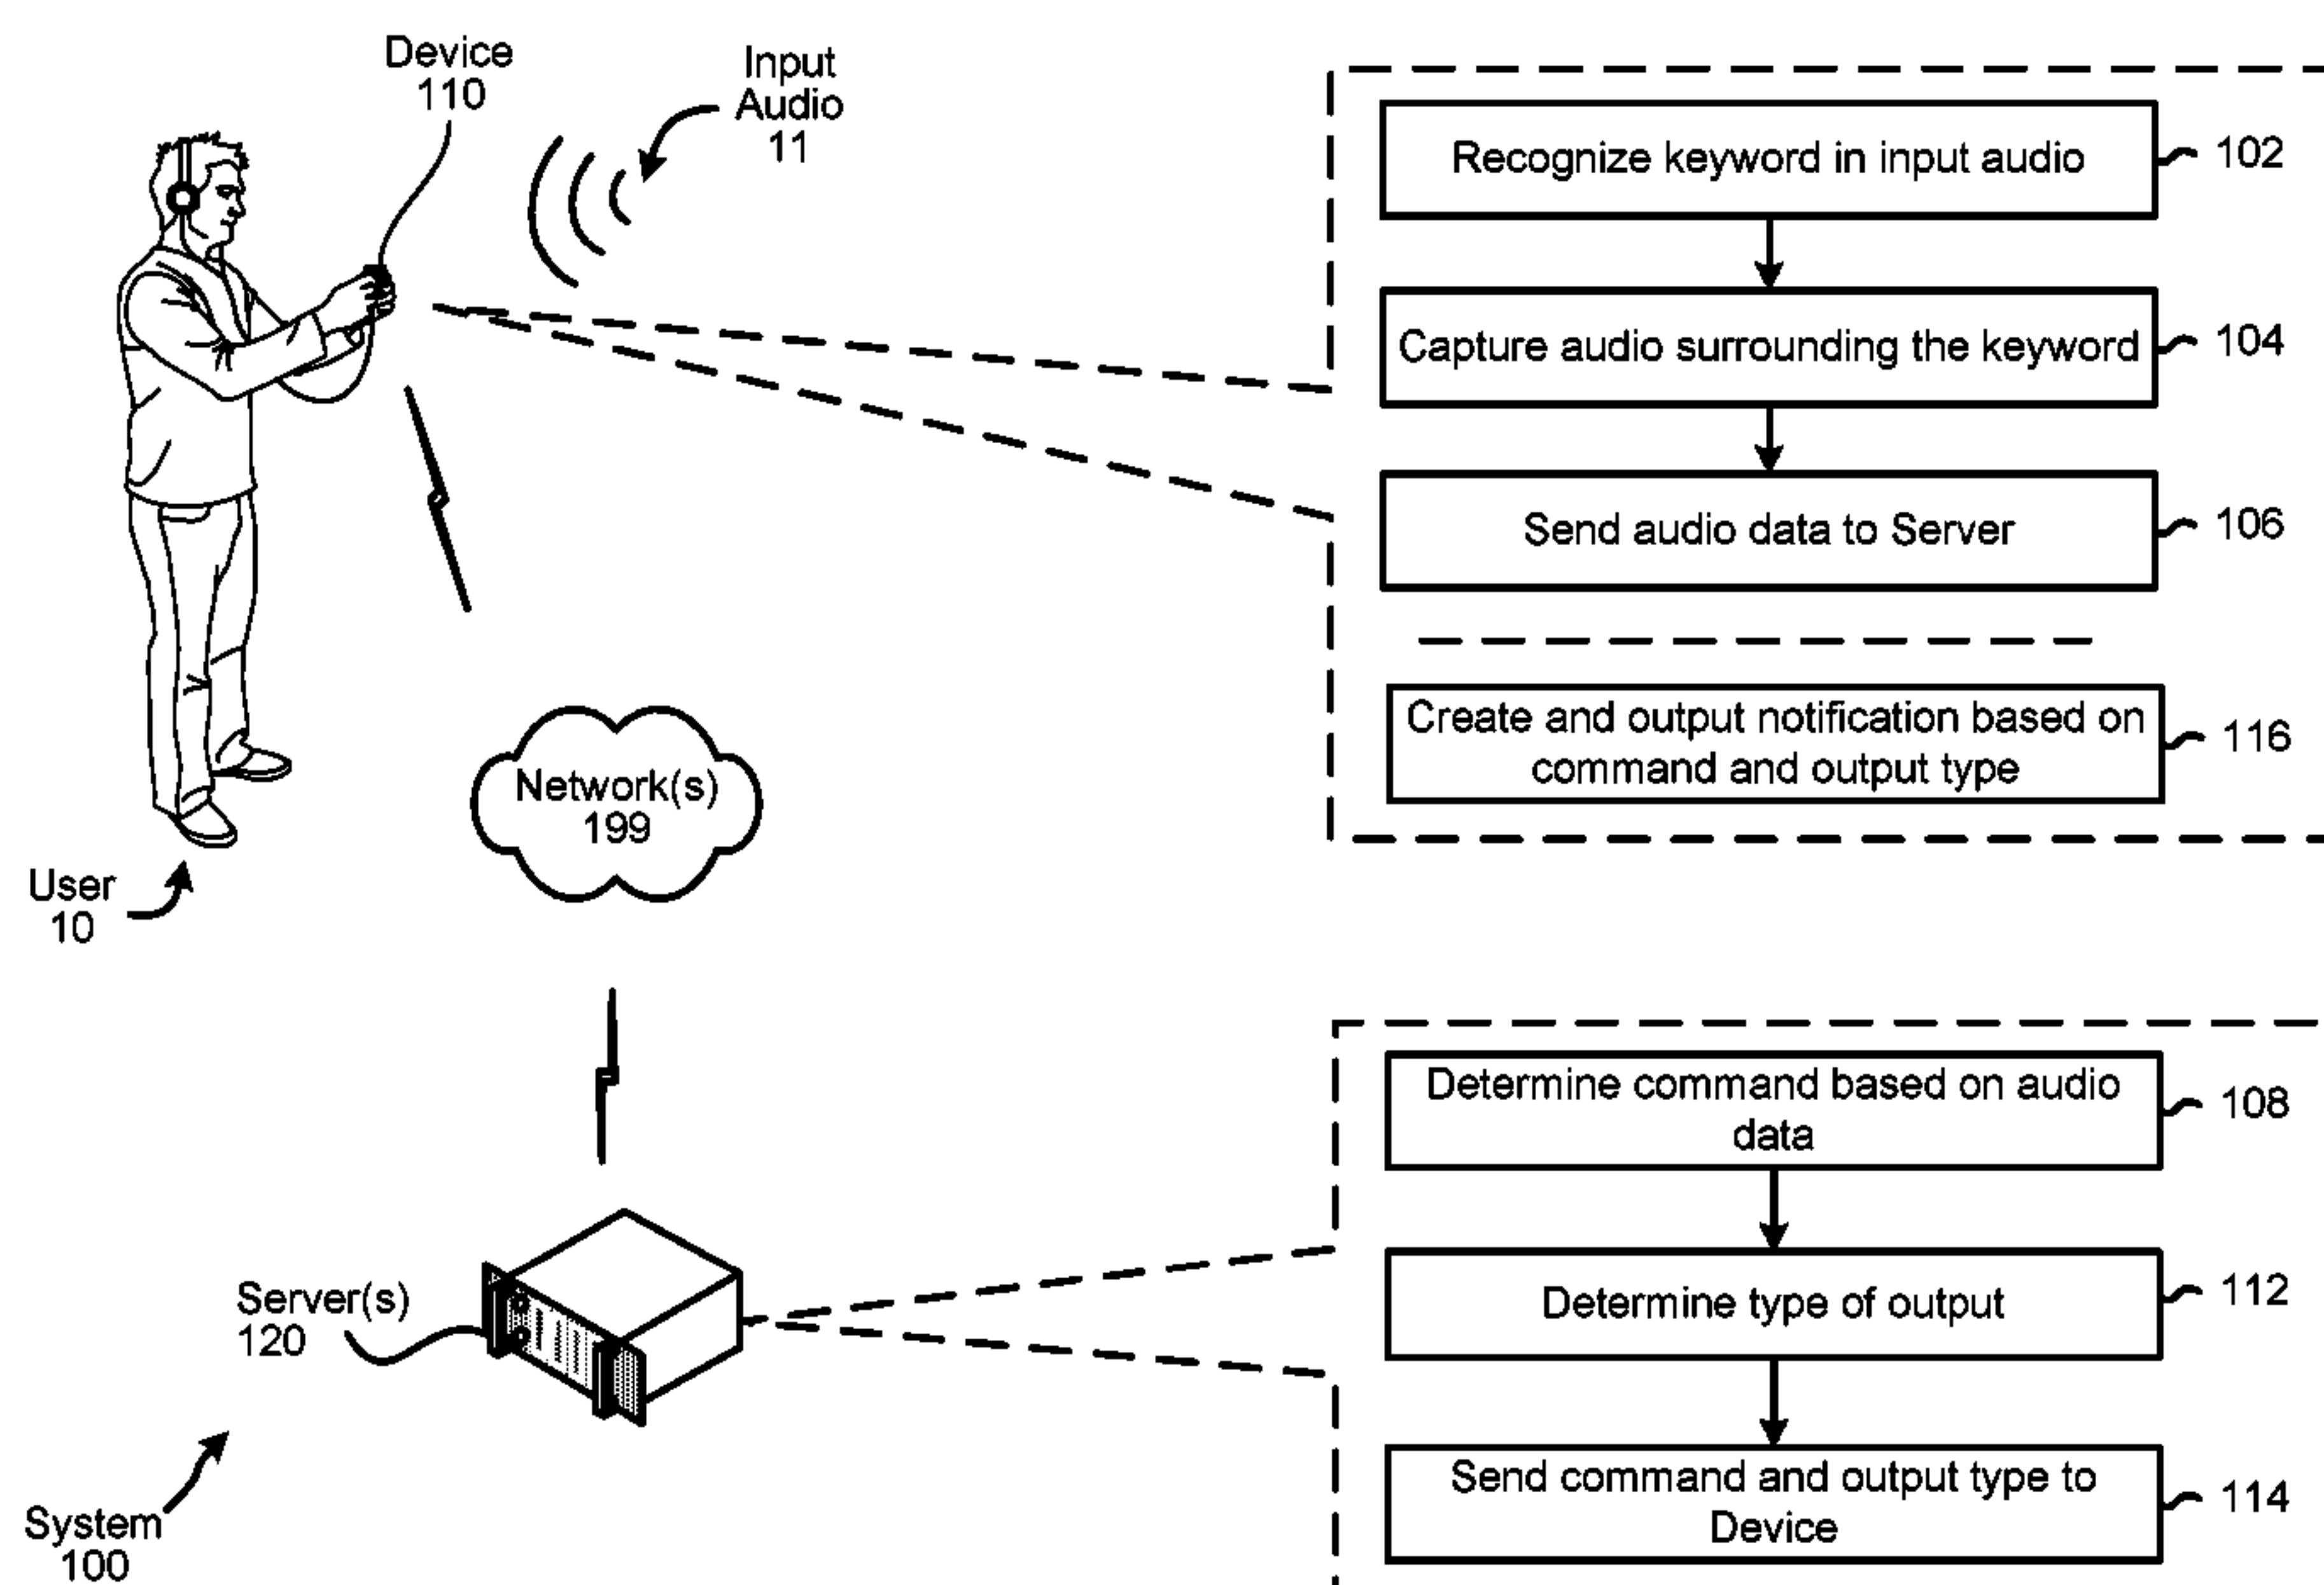 Device
110
Input
Audio
11
Recognize keyword in input audio
102
Capture audio surrounding the keyword
104
Send audio data to Server
106
Create and output notification based on
command and output type
116
Network(s)
199
User
10
Determine command based on audio
data
108
Determine type of output
112
Send command and output type to
Device
114
Server(s)
120
System
100